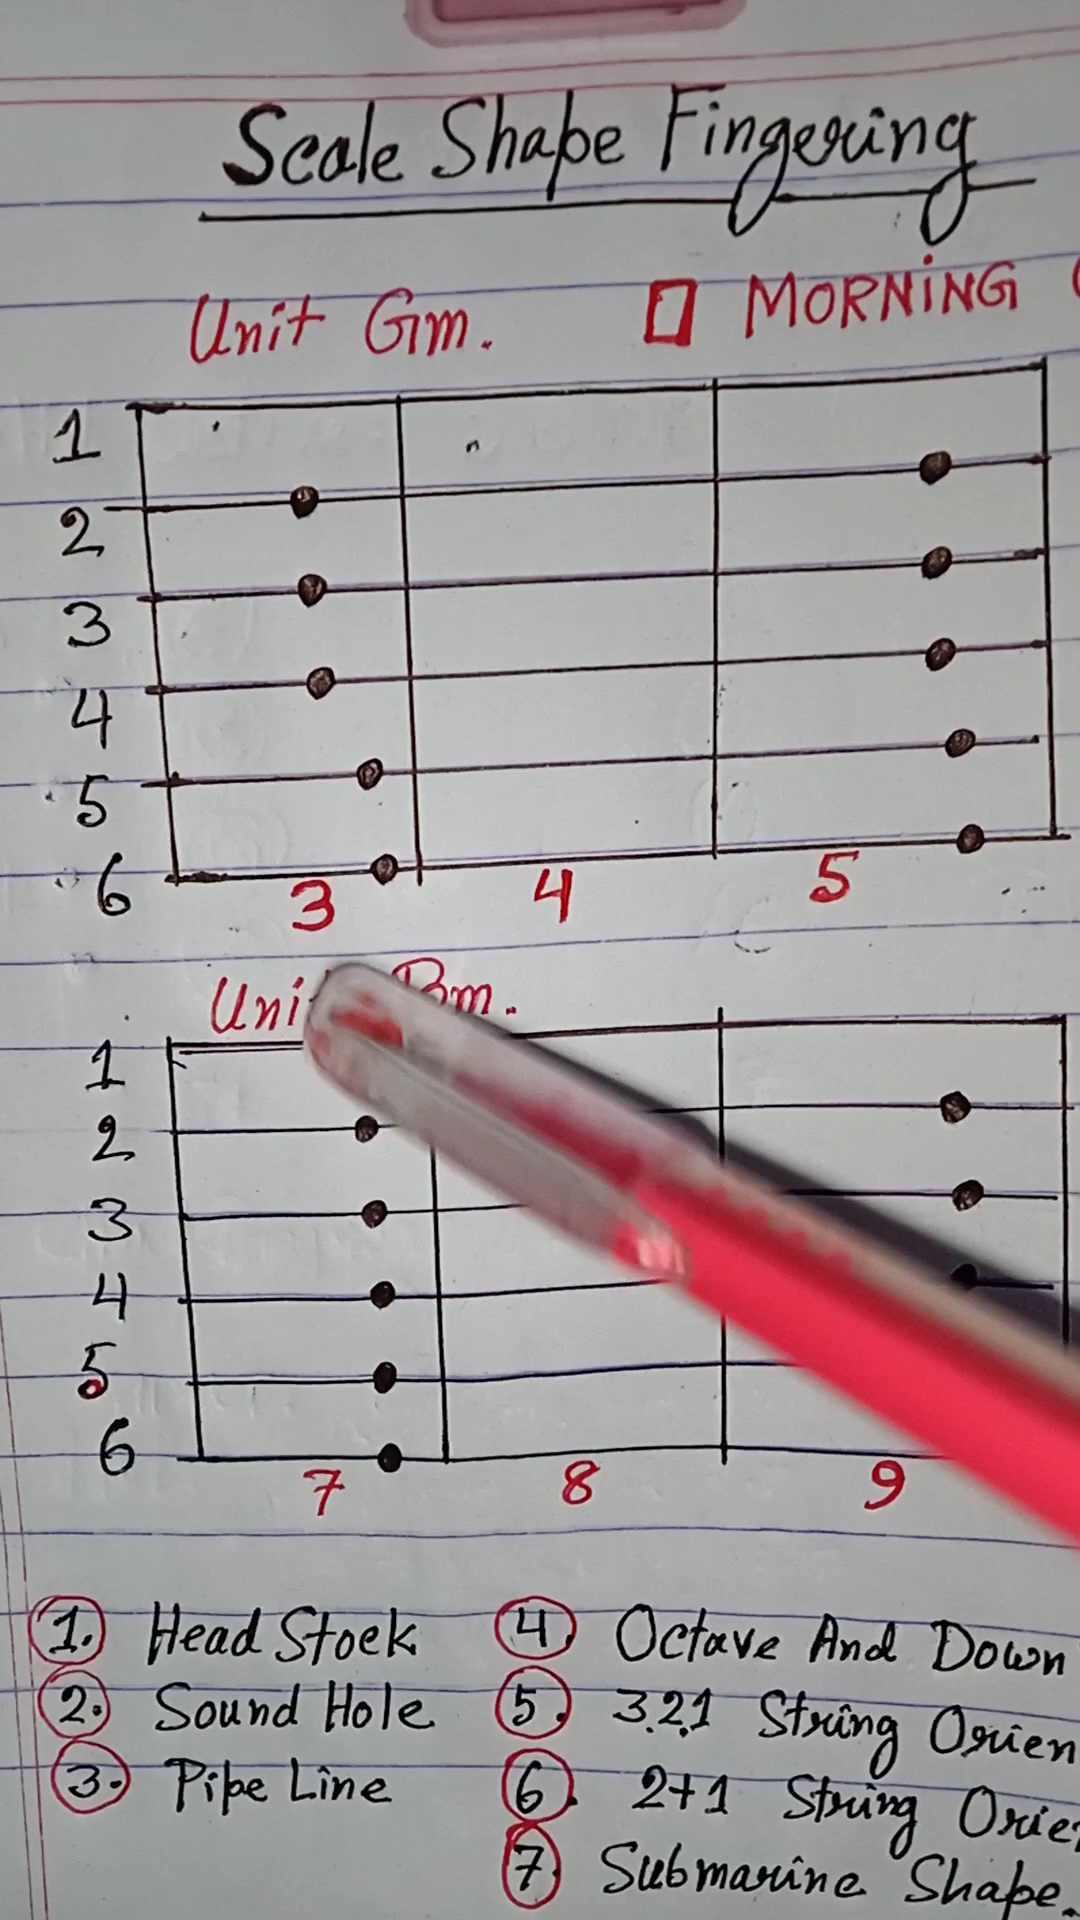 Scale Shape Fingering
Unit Gm. MORNING
1
2
3
4
5
6
3 4 5
Bm.
1
2
3
4
5
6
7 8 9
1. Head Stock 4. Octave And Down
2. Sound Hole 5. 3.2.1 String
3. Pipe Line 6. 2+1 String
7. Submarine Shape.